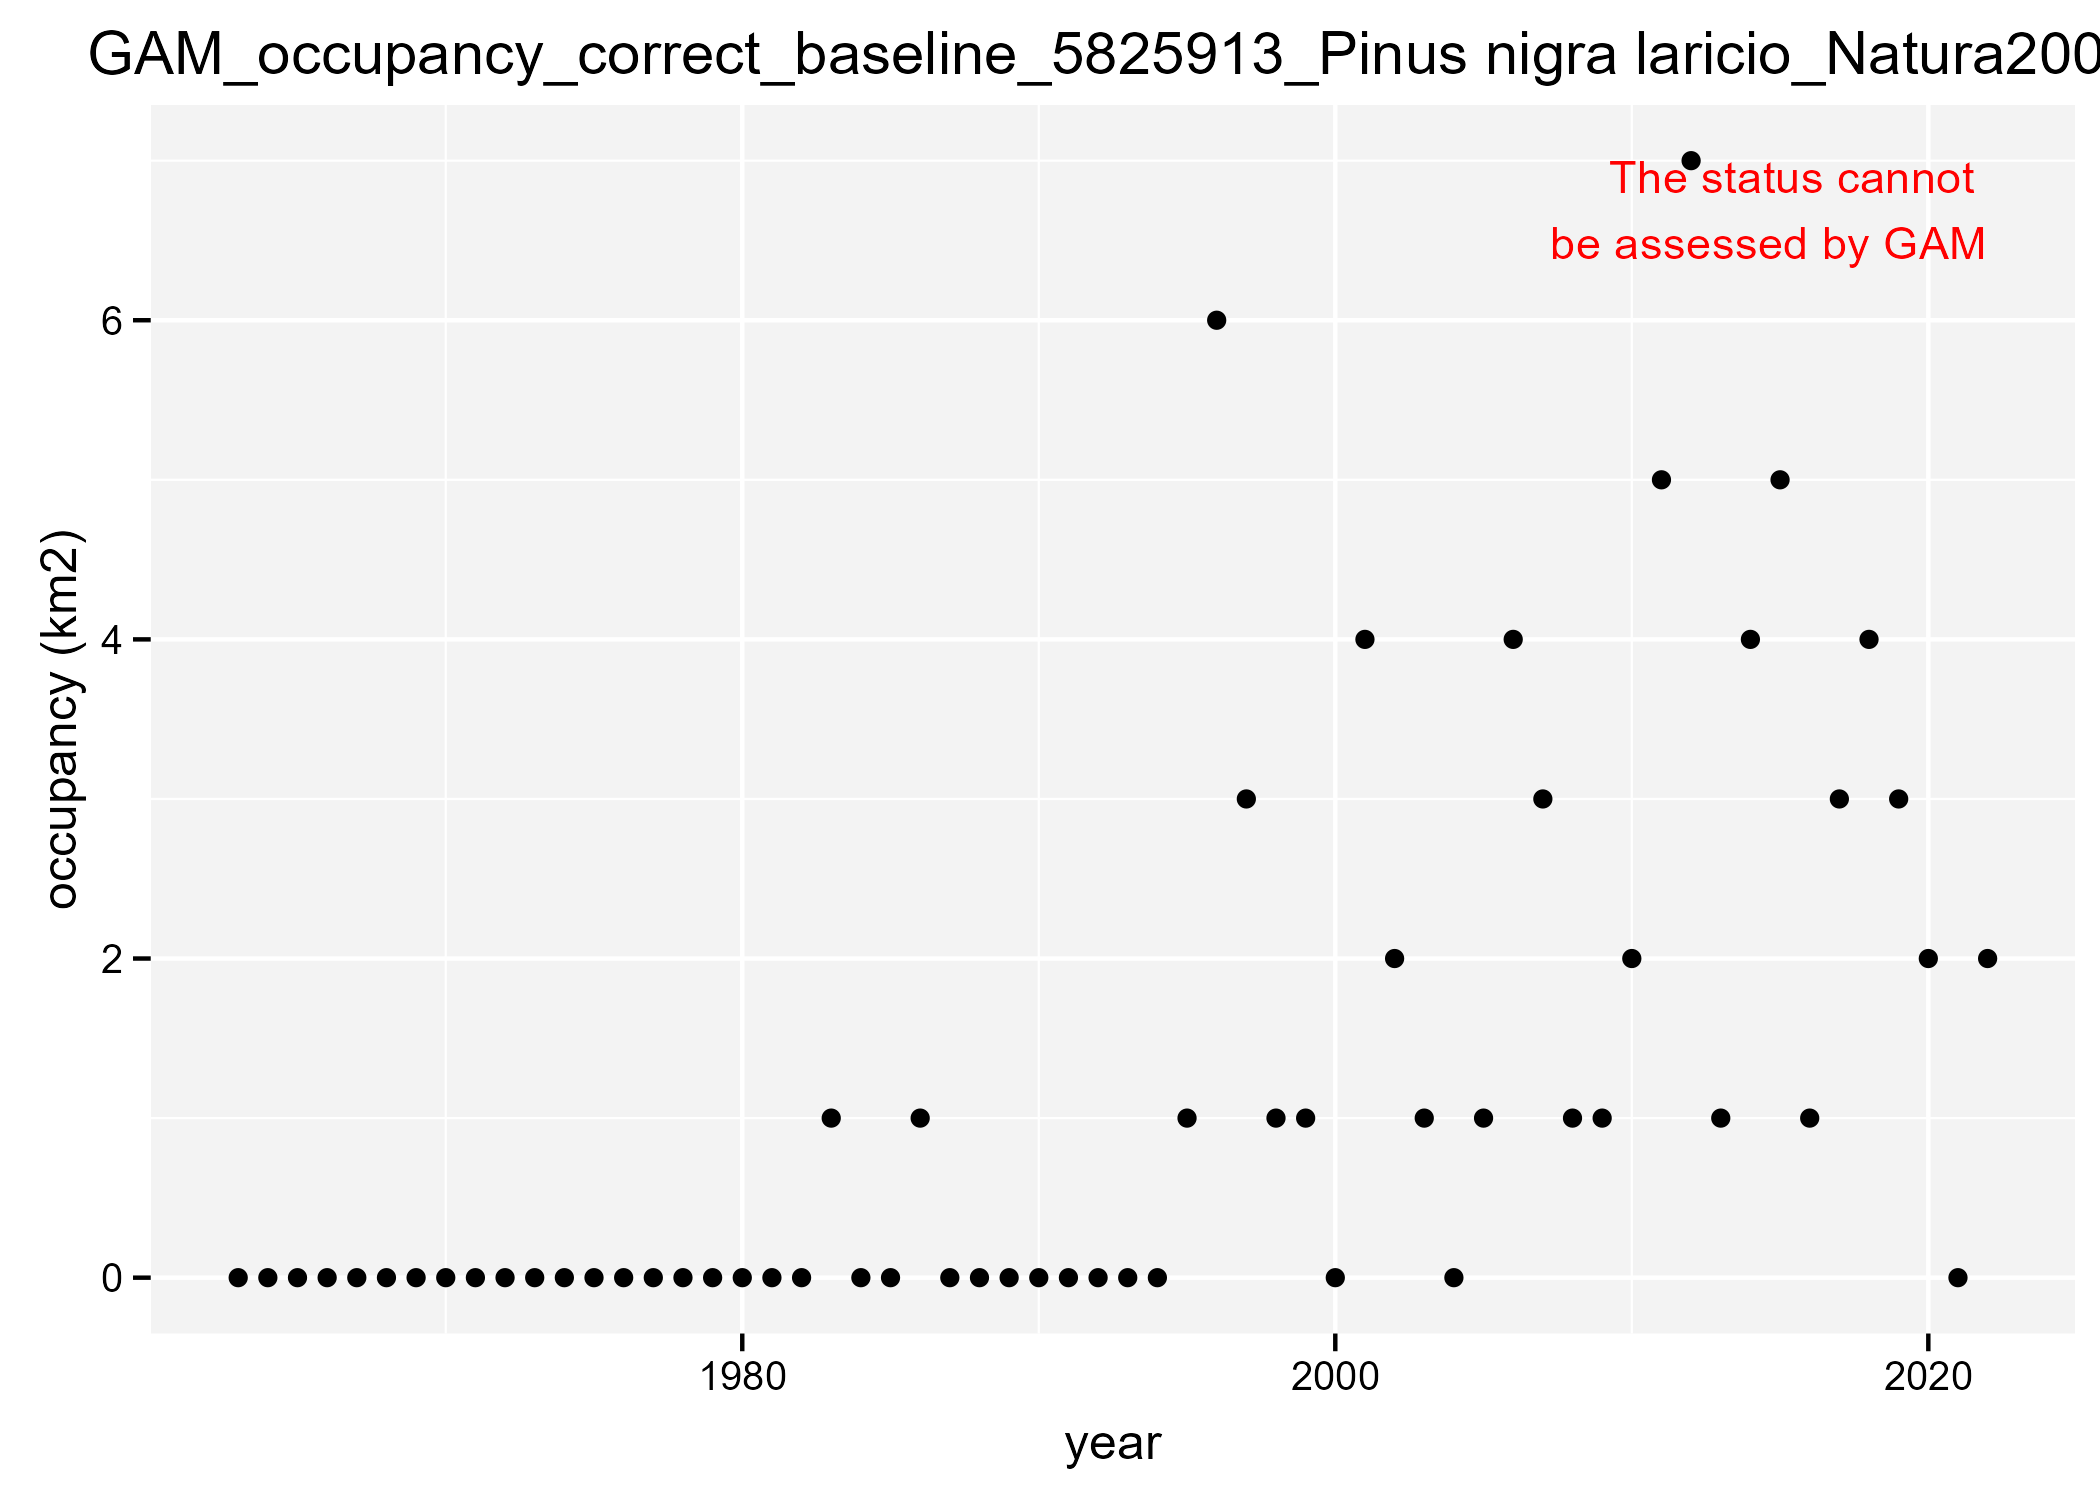 GAM_occupancy_correct_baseline_5825913_Pinus nigra laricio_Natura200
The status cannot
be assessed by GAM
6
4
2
0
occupancy (km2)
1980 2000 2020
year